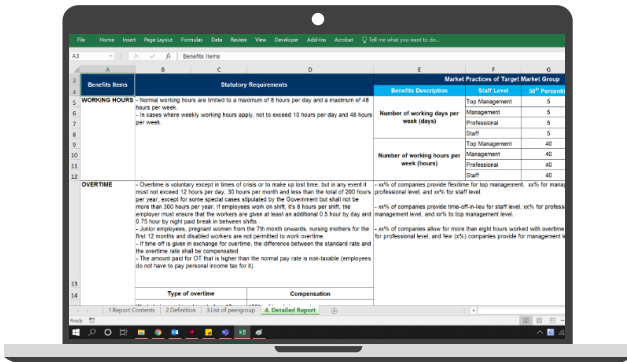 File Home Insert Page Layout Formulas Data Review View Developer Add-ins Acrobat Tell me what you want to do...
A3 fx Benefits Items
A B C D E F G
3 Benefits Items Statutory Requirements Market Practices of Target Market Group
4 Benefits Description Staff Level 50th Percenti
5 WORKING HOURS - Normal working hours are limited to a maximum of 8 hours per day and a maximum of 48 Top Management 5
hours per week.
6 - In cases where weekly working hours apply, not to exceed 10 hours per day and 48 hours Number of working days per Management 5
7 per week. week (days) Professional 5
8 Staff 5
9 Top Management 40
10 Number of working hours per Management 40
11 week (hours) Professional 40
12 Staff 40
OVERTIME - Overtime is voluntary except in times of crisis or to make up lost time, but in any event it - xx% of companies provide flexitime for top management, xx% for manag
must not exceed 12 hours per day, 30 hours per month and less than the total of 200 hours professional level, and xx% for staff level.
per year, except for some special cases stipulated by the Government but shall not be
more than 300 hours per year. If employees work on shift, it's 8 hours per shift, the - xx% of companies provide time-off-in-lieu for staff level, xx% for profess
employer must ensure that the workers are given at least an additional 0.5 hour by day and management level, and xx% to top management level.
0.75 hour by night paid break in between shifts .
- Junior employees, pregnant women from the 7th month onwards, nursing mothers for the - xx% of companies allow for more than eight hours worked with overtime
first 12 months and disabled workers are not permitted to work overtime. for professional level, and few (x%) companies provide for management l
- If time off is given in exchange for overtime, the difference between the standard rate and
the overtime rate shall be compensated.
- The amount paid for OT that is higher than the normal pay rate is non-taxable (employees
do not have to pay personal income tax for it).
13
14 Type of overtime Compensation
1.Report Contents 2.Definition 3.List of peergroup 4. Detailed Report
Ready